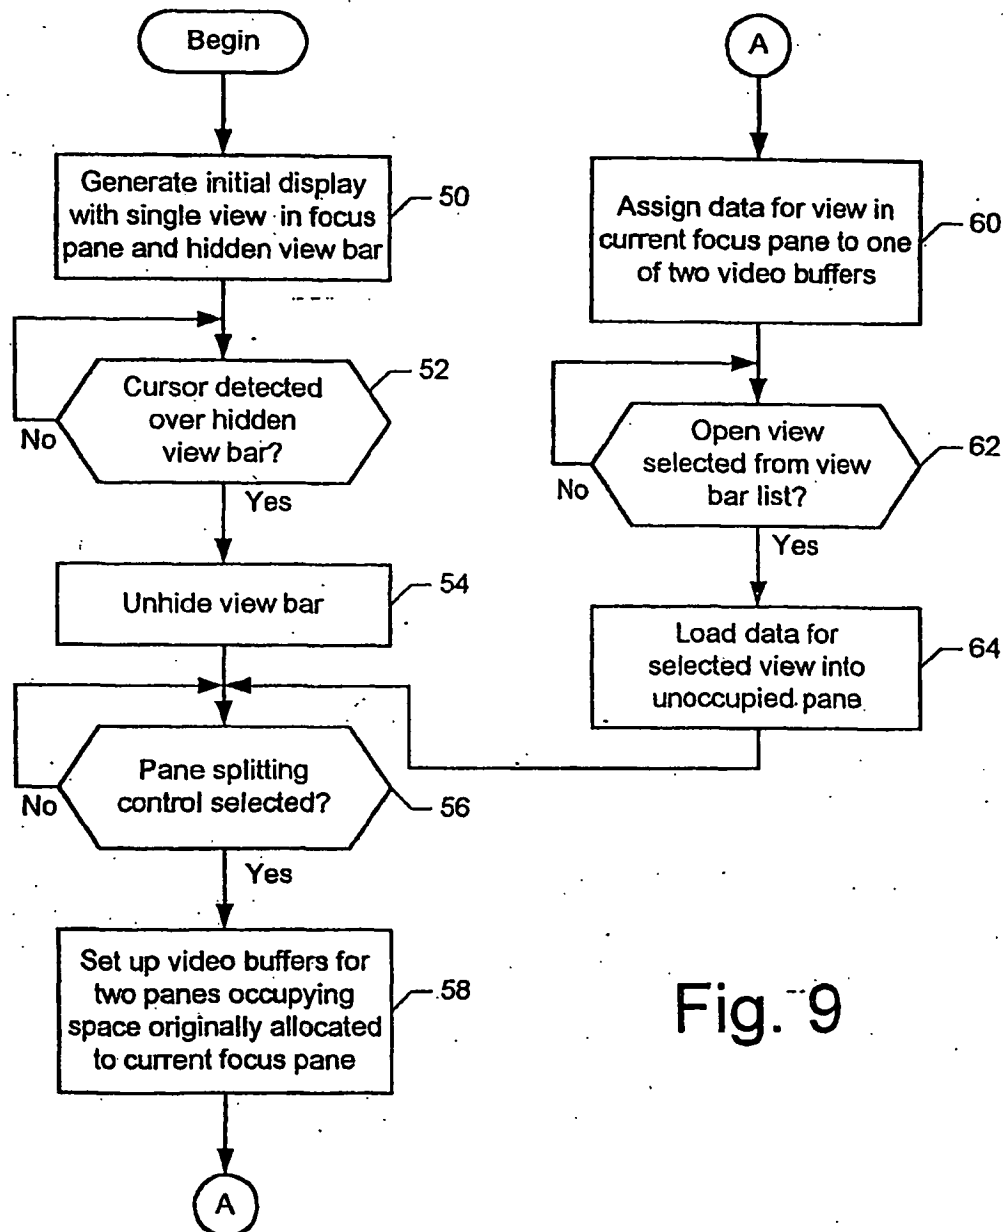 Begin
Generate initial display
with single view in focus
pane and hidden view bar
50
Cursor detected
over hidden
view bar?
52
No
Yes
Unhide view bar
54
Pane splitting
control selected?
56
No
Yes
Set up video buffers for
two panes occupying
space originally allocated
to current focus pane
58
A
A
Assign data for view in
current focus pane to one
of two video buffers
60
Open view
selected from view
bar list?
62
No
Yes
Load data for
selected view into
unoccupied pane
64
Fig. 9